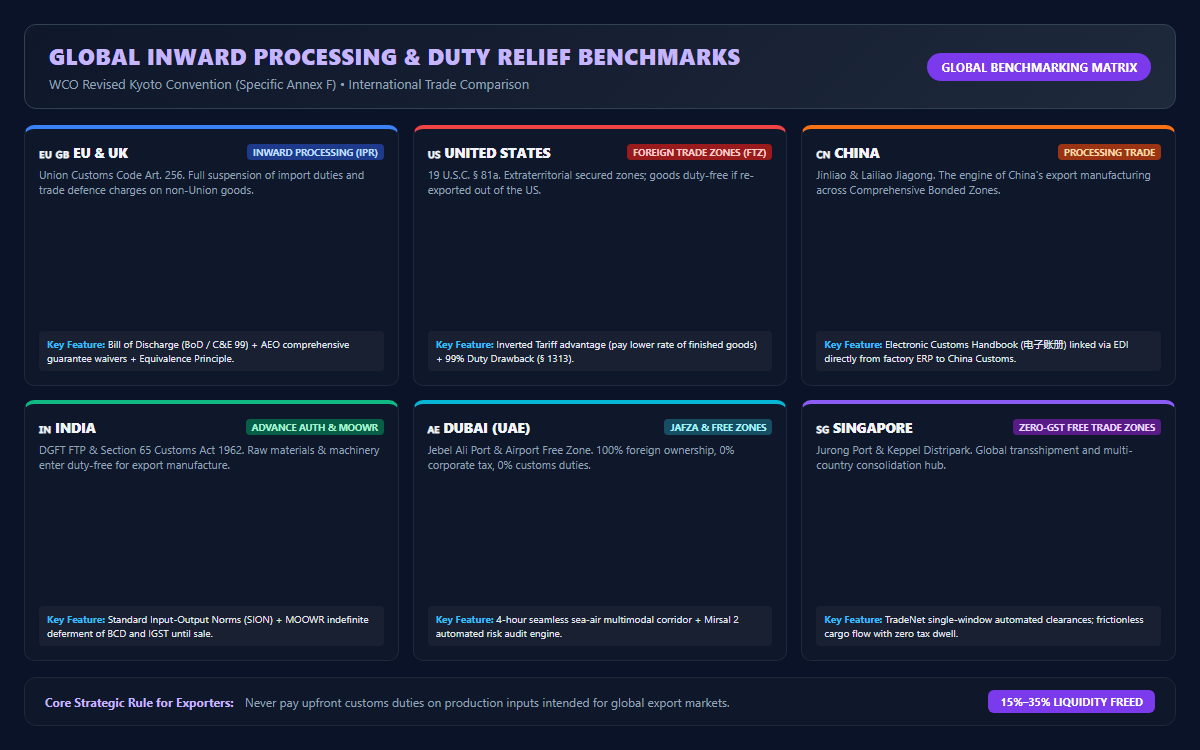 GLOBAL INWARD PROCESSING & DUTY RELIEF BENCHMARKS
WCO Revised Kyoto Convention (Specific Annex F) • International Trade Comparison
GLOBAL BENCHMARKING MATRIX
EU GB EU & UK
INWARD PROCESSING (IPR)
Union Customs Code Art. 256. Full suspension of import duties and
trade defence charges on non-Union goods.
Key Feature: Bill of Discharge (BoD / C&E 99) + AEO comprehensive
guarantee waivers + Equivalence Principle.
US UNITED STATES
FOREIGN TRADE ZONES (FTZ)
19 U.S.C. § 81a. Extraterritorial secured zones; goods duty-free if re-
exported out of the US.
Key Feature: Inverted Tariff advantage (pay lower rate of finished goods)
+ 99% Duty Drawback (§ 1313).
CN CHINA
PROCESSING TRADE
Jinliao & Lailiao Jiagong. The engine of China's export manufacturing
across Comprehensive Bonded Zones.
Key Feature: Electronic Customs Handbook (电子账册) linked via EDI
directly from factory ERP to China Customs.
IN INDIA
ADVANCE AUTH & MOOWR
DGFT FTP & Section 65 Customs Act 1962. Raw materials & machinery
enter duty-free for export manufacture.
Key Feature: Standard Input-Output Norms (SION) + MOOWR indefinite
deferment of BCD and IGST until sale.
AE DUBAI (UAE)
JAFZA & FREE ZONES
Jebel Ali Port & Airport Free Zone. 100% foreign ownership, 0%
corporate tax, 0% customs duties.
Key Feature: 4-hour seamless sea-air multimodal corridor + Mirsal 2
automated risk audit engine.
SG SINGAPORE
ZERO-GST FREE TRADE ZONES
Jurong Port & Keppel Distripark. Global transshipment and multi-
country consolidation hub.
Key Feature: TradeNet single-window automated clearances; frictionless
cargo flow with zero tax dwell.
Core Strategic Rule for Exporters: Never pay upfront customs duties on production inputs intended for global export markets.
15%–35% LIQUIDITY FREED